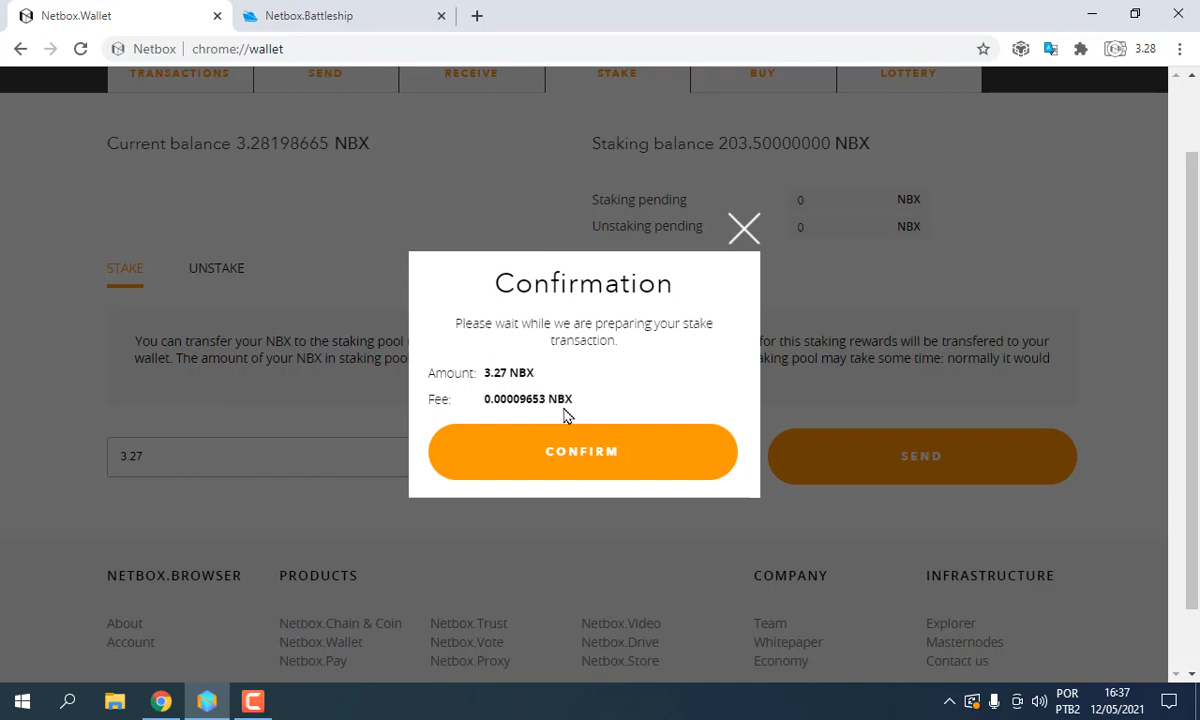 Netbox.Wallet
Netbox.Battleship
Netbox chrome://wallet 3.28
TRANSACTIONS SEND RECEIVE STAKE BUY LOTTERY
Current balance 3.28198665 NBX
Staking balance 203.50000000 NBX
Staking pending 0 NBX
Unstaking pending 0 NBX
STAKE UNSTAKE
Confirmation
Please wait while we are preparing your stake
transaction.
Amount: 3.27 NBX
Fee: 0.00009653 NBX
CONFIRM
You can transfer your NBX to the staking pool for this staking rewards will be transfered to your
wallet. The amount of your NBX in staking pool aking pool may take some time: normally it would
3.27
SEND
NETBOX.BROWSER PRODUCTS COMPANY INFRASTRUCTURE
About Netbox.Chain & Coin Netbox.Trust Netbox.Video Team Explorer
Account Netbox.Wallet Netbox.Vote Netbox.Drive Whitepaper Masternodes
Netbox.Pay Netbox.Proxy Netbox.Store Economy Contact us
POR 16:37
PTB2 12/05/2021